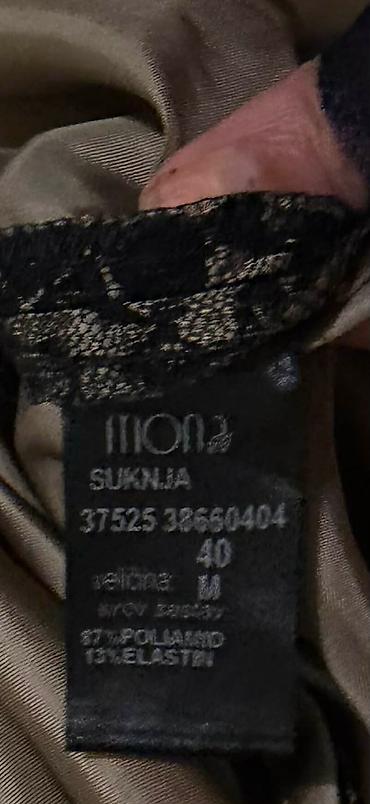 mona
SUKNJA
37525 38660404
40
veličina M
87%POLIAMID
13%ELASTIN